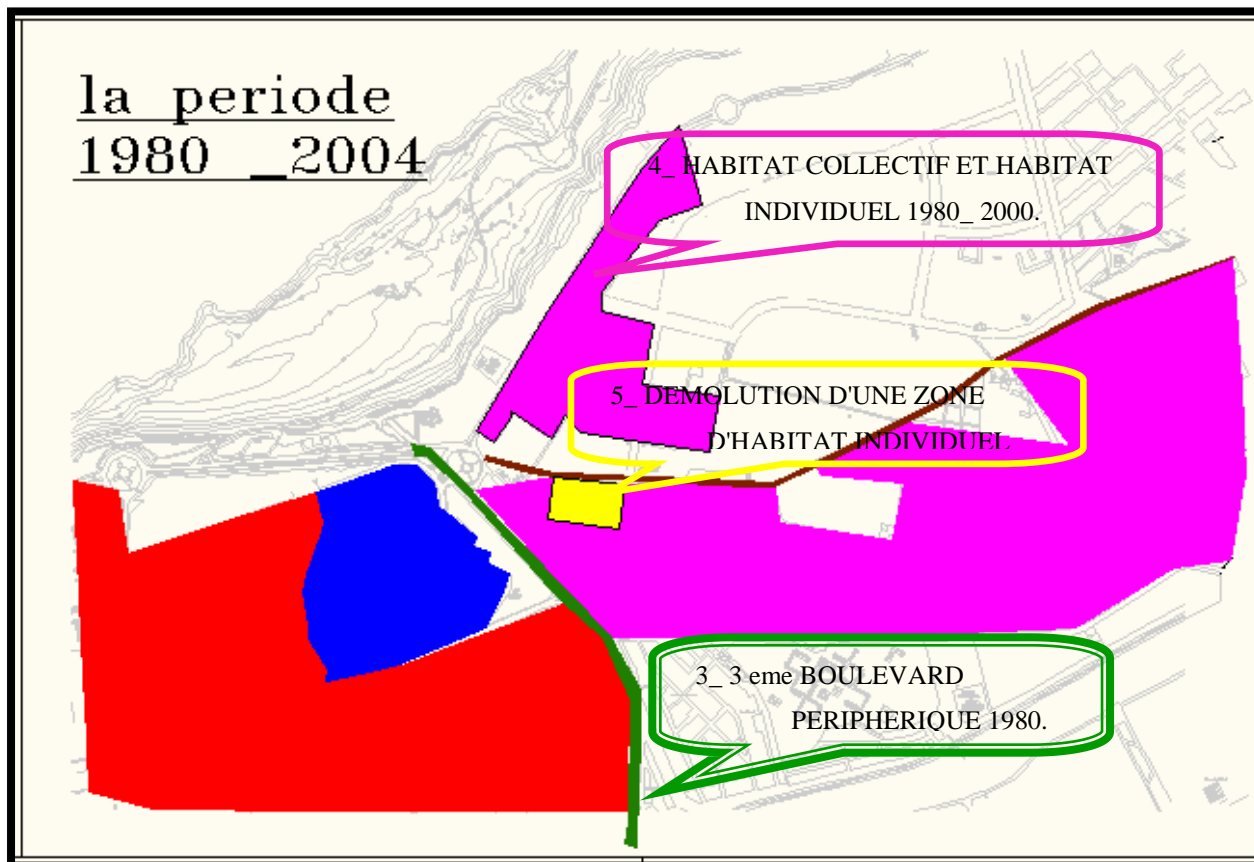 la periode
1980 _2004
4_ HABITAT COLLECTIF ET HABITAT
INDIVIDUEL 1980_ 2000.
5_ DEMOLUTION D'UNE ZONE
D'HABITAT INDIVIDUEL
3_ 3 eme BOULEVARD
PERIPHERIQUE 1980.